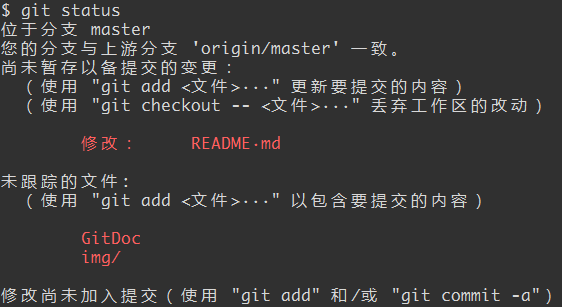 $ git status
位于分支 master
您的分支与上游分支 'origin/master' 一致。
尚未暂存以备提交的变更：
（使用 "git add <文件>..." 更新要提交的内容）
（使用 "git checkout -- <文件>..." 丢弃工作区的改动）
修改： README.md
未跟踪的文件:
（使用 "git add <文件>..." 以包含要提交的内容）
GitDoc
img/
修改尚未加入提交（使用 "git add" 和/或 "git commit -a"）